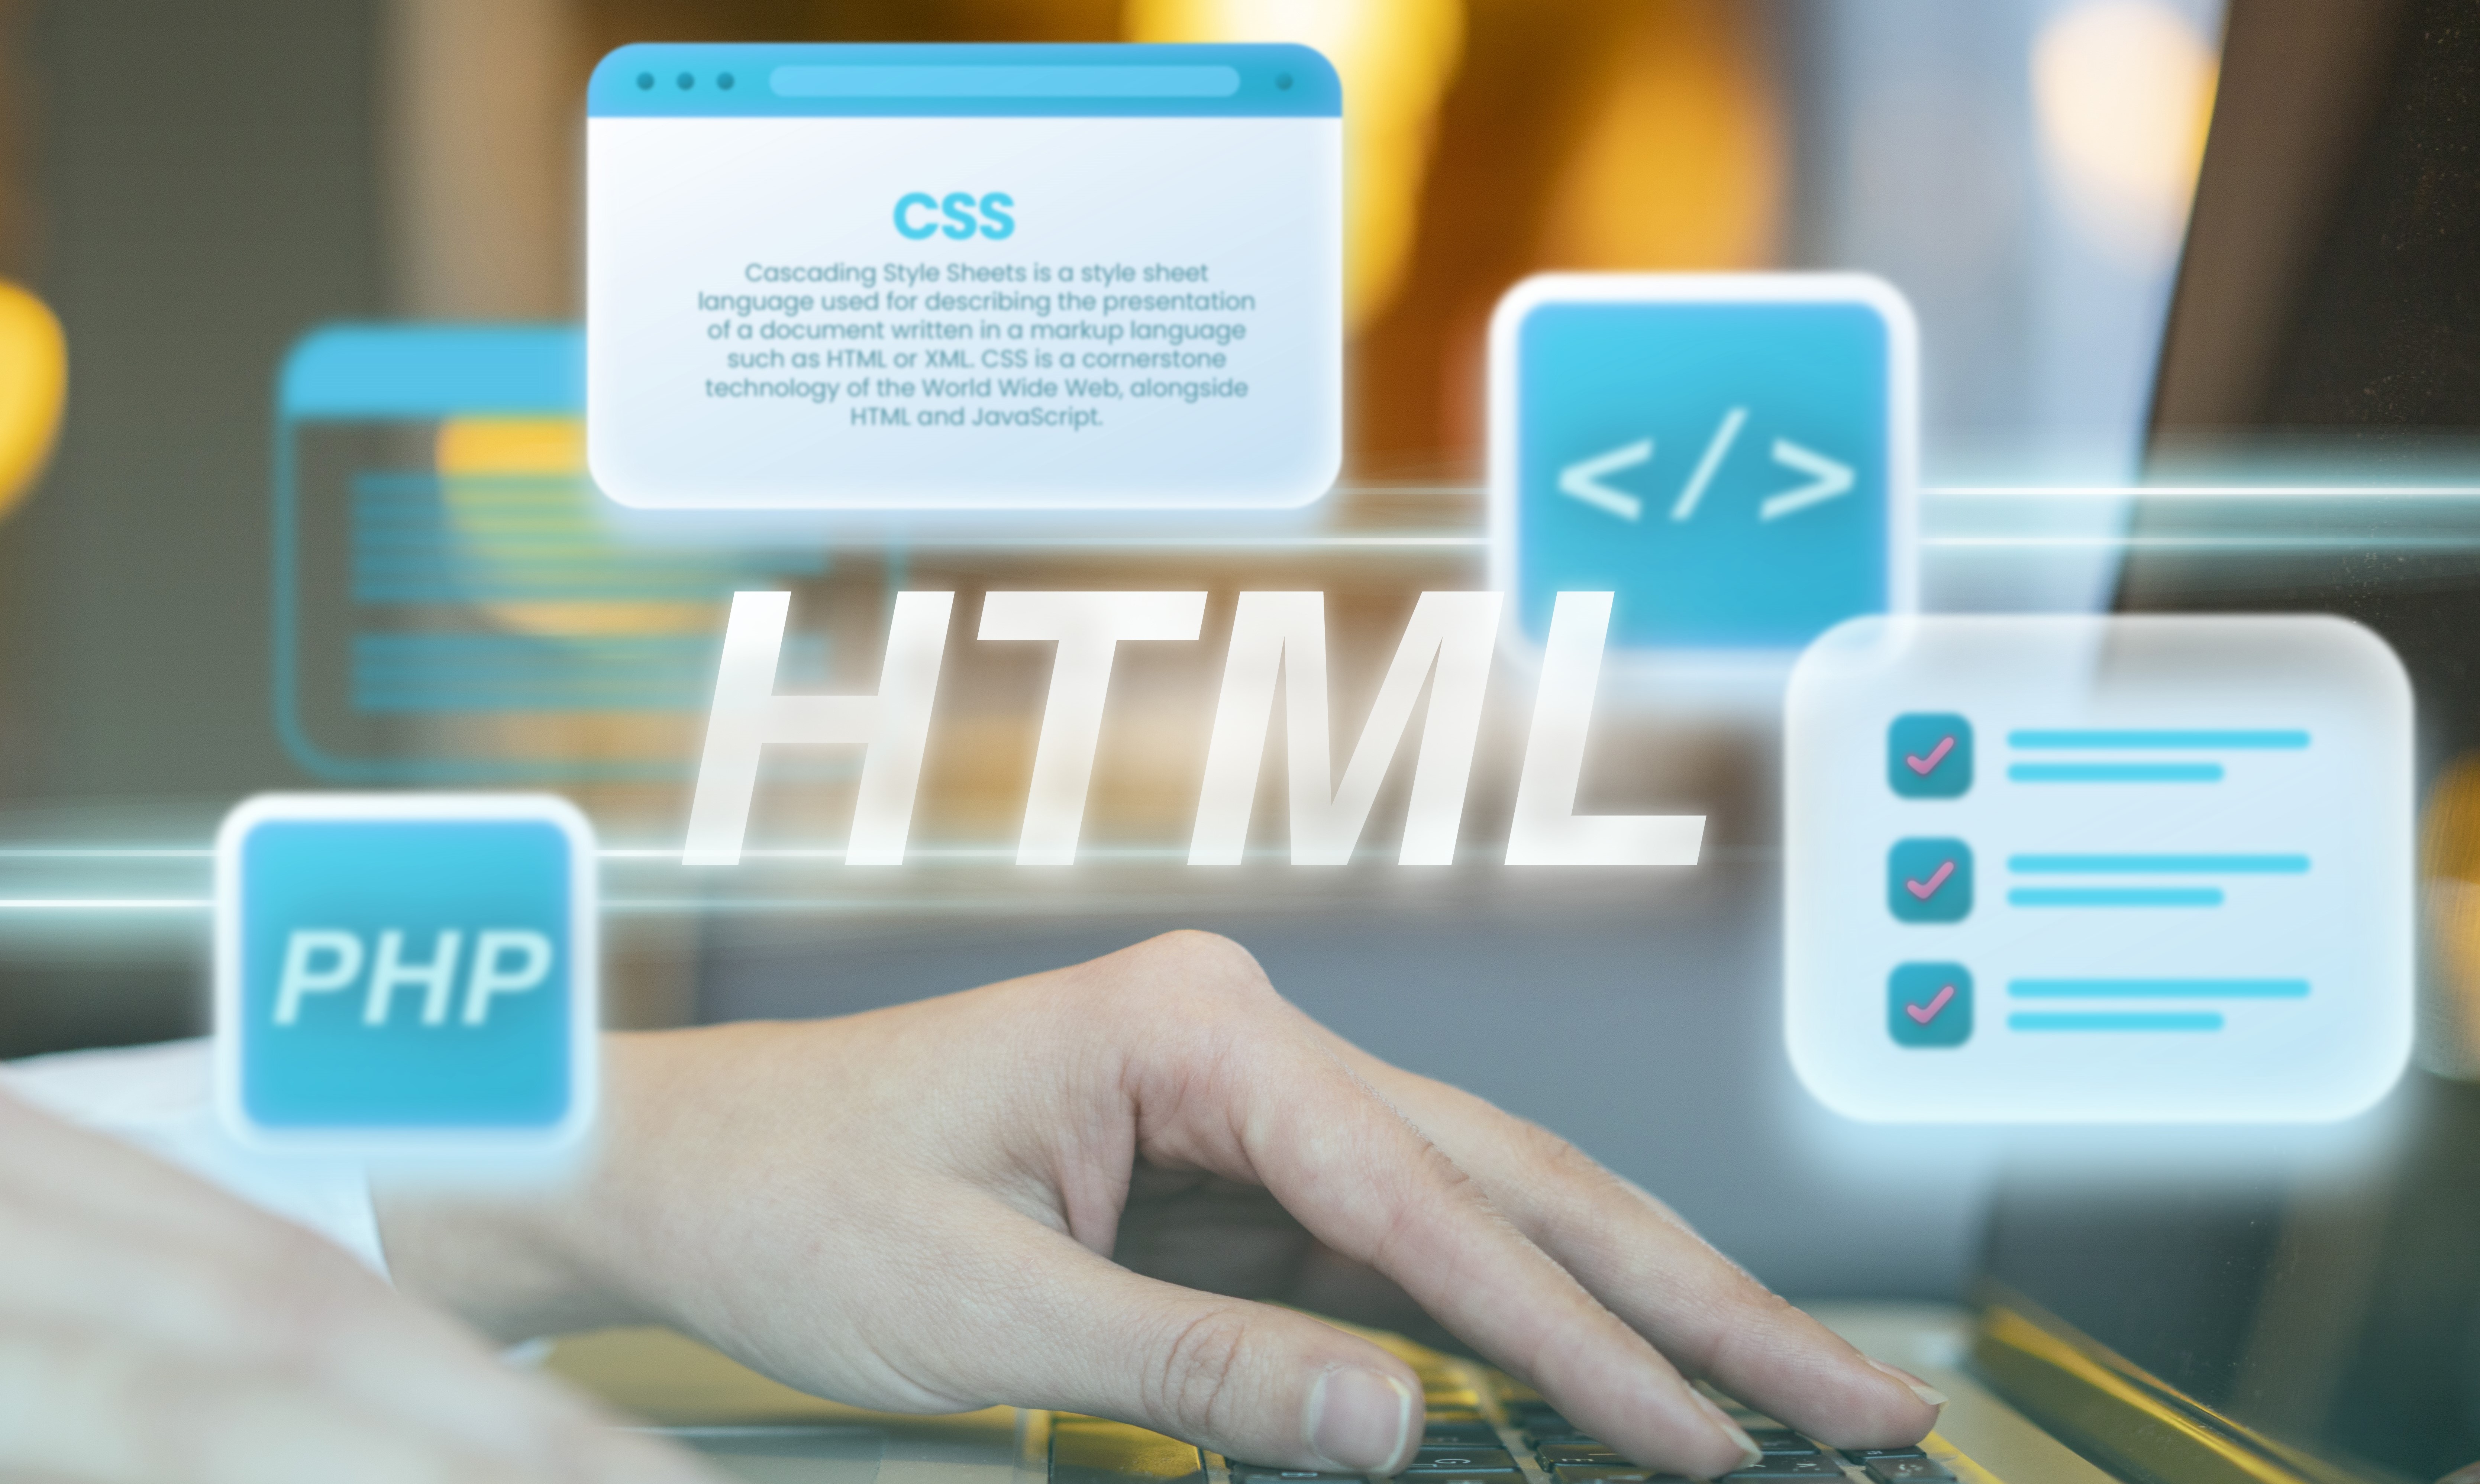 CSS
Cascading Style Sheets is a style sheet
language used for describing the presentation
of a document written in a markup language
such as HTML or XML. CSS is a cornerstone
technology of the World Wide Web, alongside
HTML and JavaScript.
</>
HTML
PHP